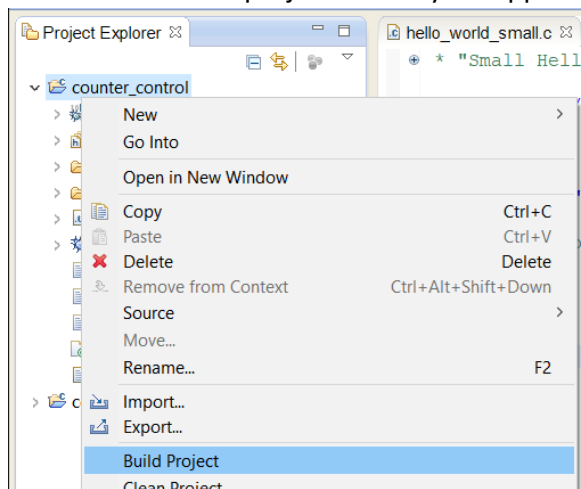 Project Explorer
hello_world_small.c
* "Small Hell
counter_control
New
Go Into
Open in New Window
Copy Ctrl+C
Paste Ctrl+V
Delete Delete
Remove from Context Ctrl+Alt+Shift+Down
Source
Move...
Rename... F2
Import...
Export...
Build Project
Clean Project